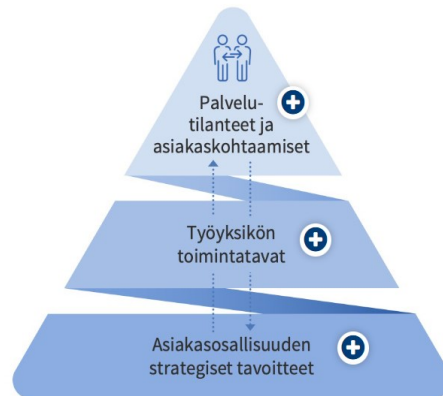 Palvelu-
tilanteet ja
asiakaskohtaamiset
Työyksikön
toimintatavat
Asiakasosallisuuden
strategiset tavoitteet